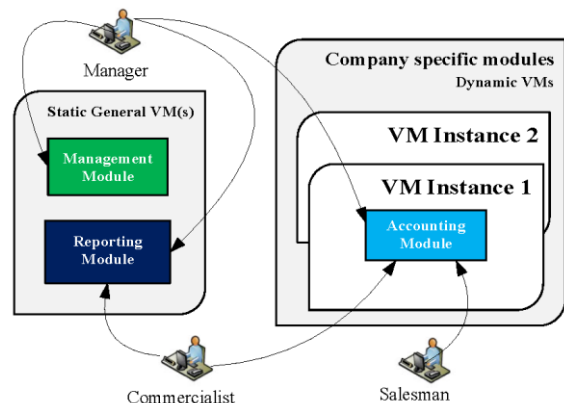 Manager
Static General VM(s)
Management
Module
Reporting
Module
Company specific modules
Dynamic VMs
VM Instance 2
VM Instance 1
Accounting
Module
Commercialist
Salesman